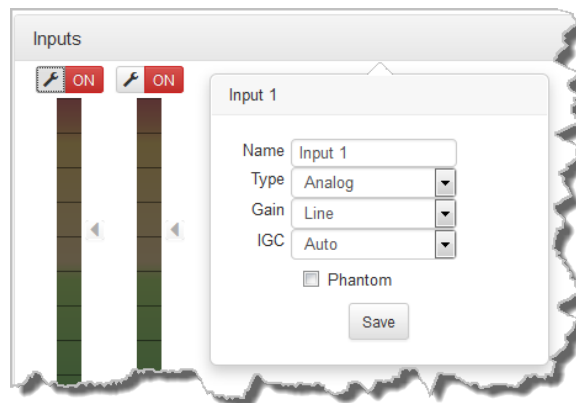 Inputs
ON ON
Input 1
Name Input 1
Type Analog
Gain Line
IGC Auto
Phantom
Save